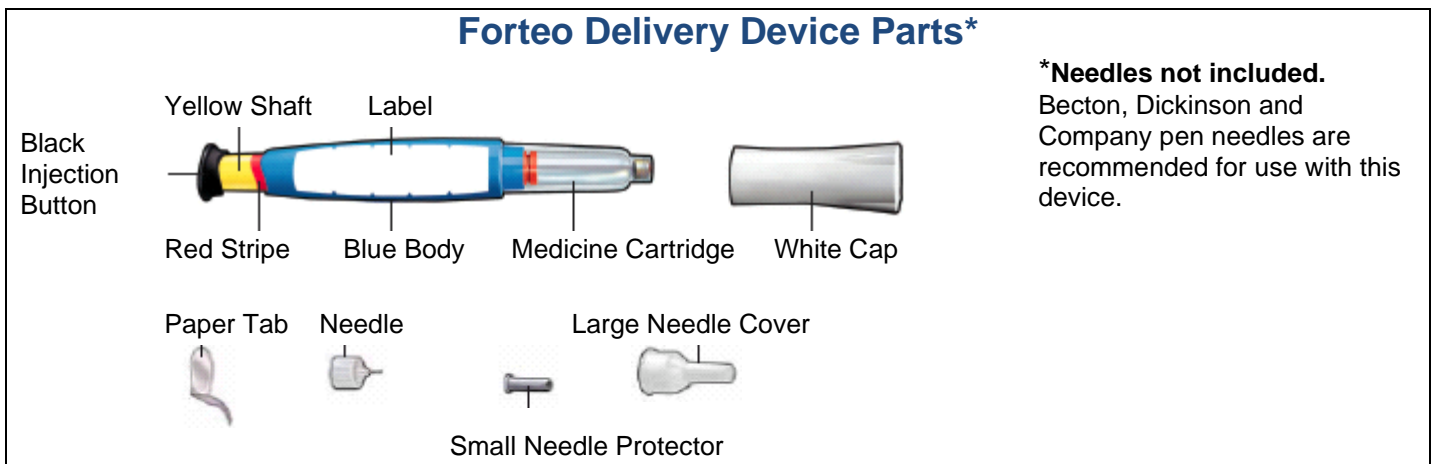 Forteo Delivery Device Parts*
*Needles not included.
Becton, Dickinson and
Company pen needles are
recommended for use with this
device.
Yellow Shaft
Label
Black
Injection
Button
Red Stripe
Blue Body
Medicine Cartridge
White Cap
Paper Tab
Needle
Large Needle Cover
Small Needle Protector